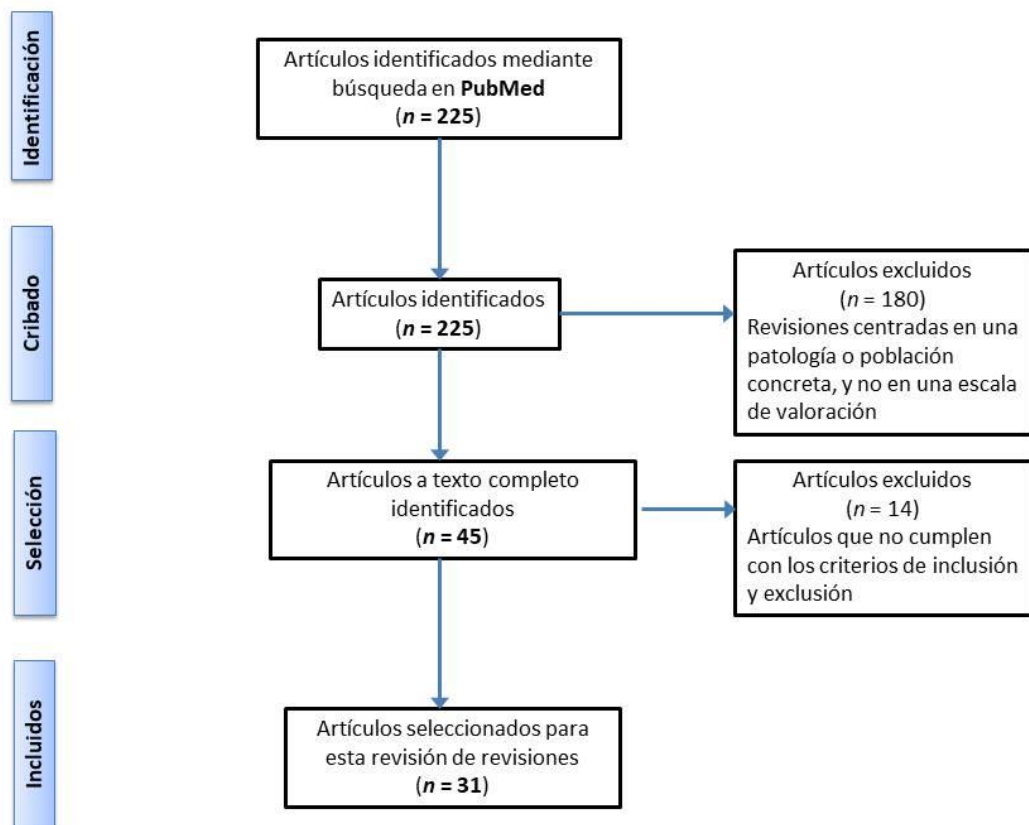 Identificación
Artículos identificados mediante
búsqueda en PubMed
(n = 225)
Cribado
Artículos identificados
(n = 225)
Artículos excluidos
(n = 180)
Revisiones centradas en una
patología o población
concreta, y no en una escala
de valoración
Selección
Artículos a texto completo
identificados
(n = 45)
Artículos excluidos
(n = 14)
Artículos que no cumplen
con los criterios de inclusión
y exclusión
Incluidos
Artículos seleccionados para
esta revisión de revisiones
(n = 31)